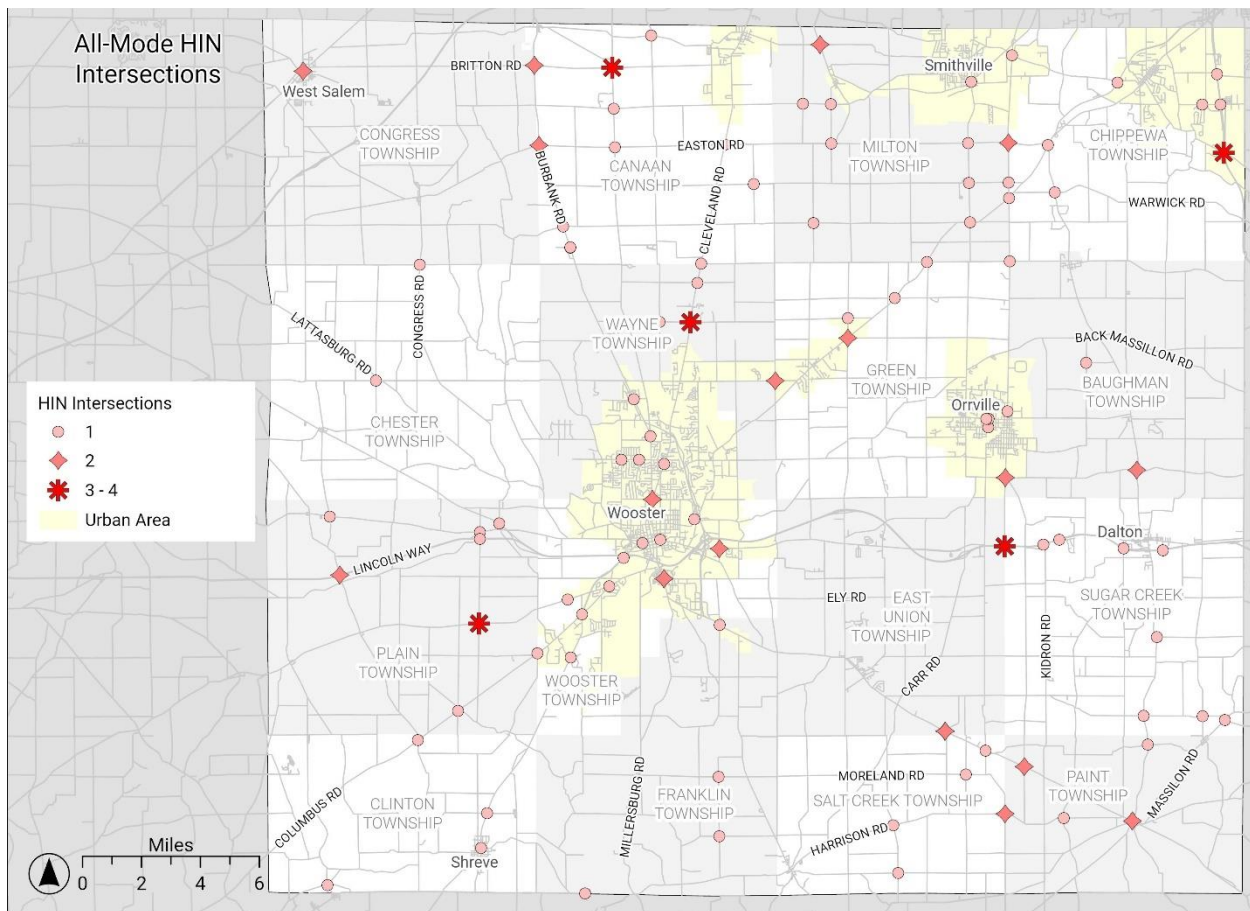 All-Mode HIN
Intersections
BRITTON RD
Smithville
West Salem
CONGRESS
TOWNSHIP
CANAAN
TOWNSHIP
EASTON RD
MILTON
TOWNSHIP
CHIPPEWA
TOWNSHIP
BURBANK RD
CLEVELAND RD
WARWICK RD
CONGRESS RD
LATTASBURG RD
WAYNE
TOWNSHIP
BACK MASSILLON RD
GREEN
TOWNSHIP
BAUGHMAN
TOWNSHIP
HIN Intersections
1
2
3 - 4
Urban Area
CHESTER
TOWNSHIP
Orrville
Wooster
Dalton
LINCOLN WAY
ELY RD
EAST
UNION
TOWNSHIP
SUGAR CREEK
TOWNSHIP
KIDRON RD
PLAIN
TOWNSHIP
WOOSTER
TOWNSHIP
CARR RD
MORELAND RD
SALT CREEK TOWNSHIP
PAINT
TOWNSHIP
MASSILON RD
COLUMBUS RD
CLINTON
TOWNSHIP
MILLERSBURG RD
FRANKLIN
TOWNSHIP
HARRISON RD
Shreve
Miles
0 2 4 6